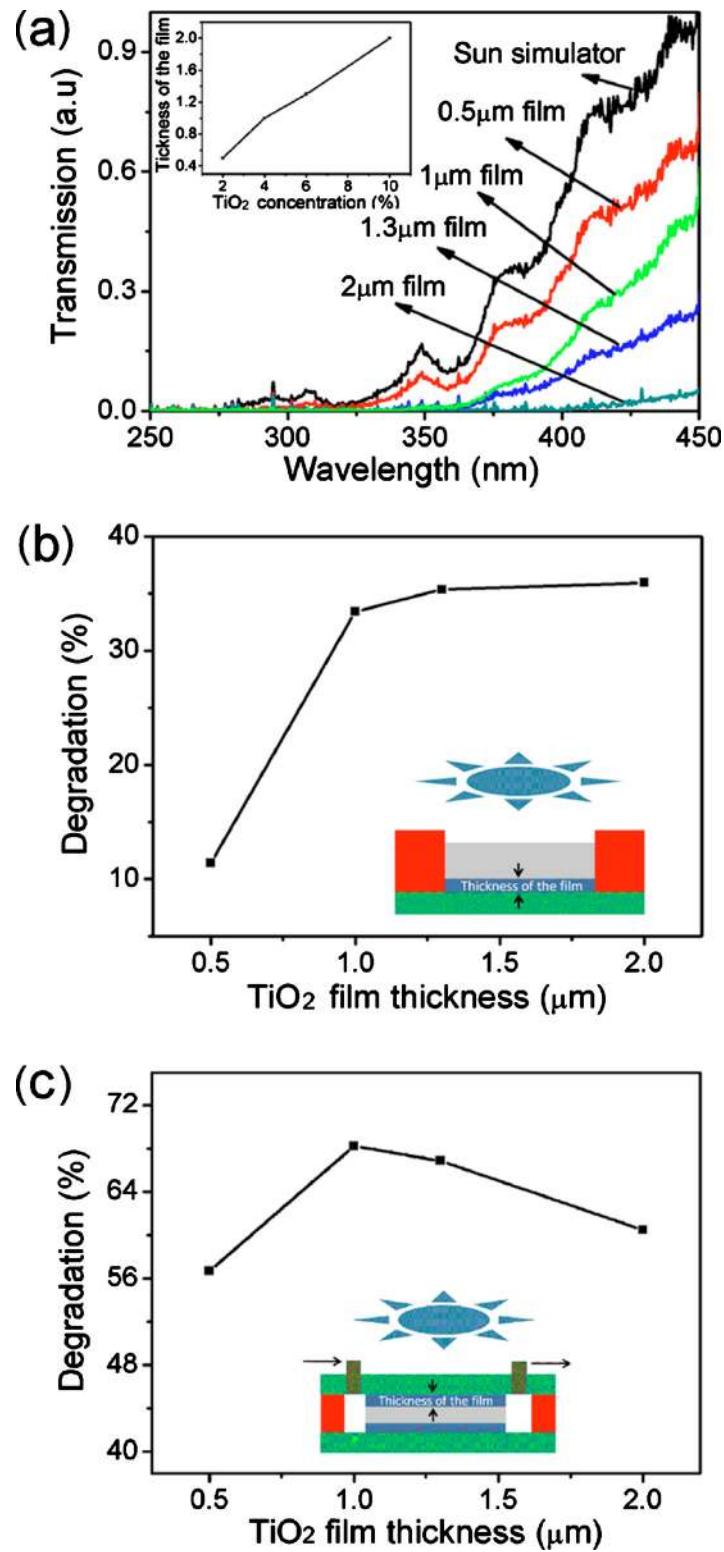 (a)
Transmission (a.u)
0.9
0.6
0.3
0.0
250
300
350
400
450
Wavelength (nm)
Tickness of the film
2.0
1.6
1.2
0.8
0.4
2
4
6
8
10
TiO2 concentration (%)
Sun simulator
0.5μm film
1μm film
1.3μm film
2μm film
(b)
Degradation (%)
40
30
20
10
0.5
1.0
1.5
2.0
TiO2 film thickness (μm)
Thickness of the film
(c)
Degradation (%)
72
64
56
48
40
0.5
1.0
1.5
2.0
TiO2 film thickness (μm)
Thickness of the film